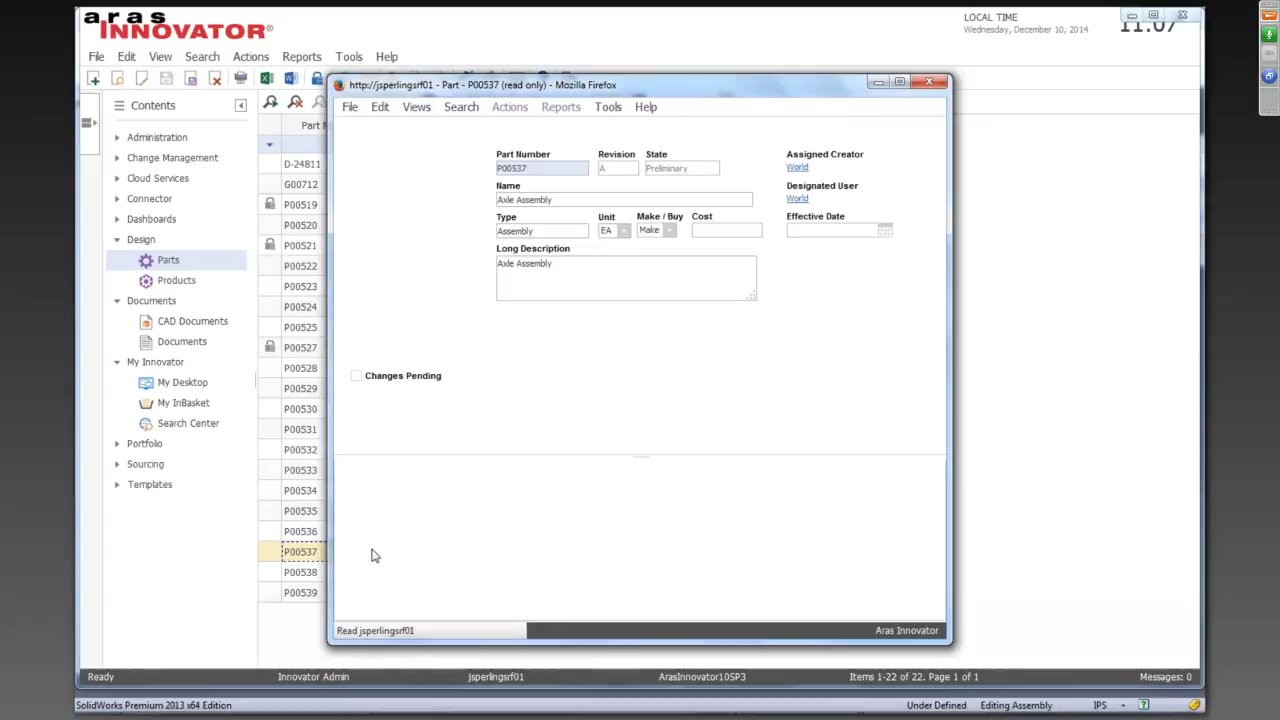 aras
INNOVATOR®
LOCAL TIME
Wednesday, December 10, 2014
11:07
File Edit View Search Actions Reports Tools Help
Contents
Administration
Change Management
Cloud Services
Connector
Dashboards
Design
Parts
Products
Documents
CAD Documents
Documents
My Innovator
My Desktop
My InBasket
Search Center
Portfolio
Sourcing
Templates
Part N
D-24811
G00712
P00519
P00520
P00521
P00522
P00523
P00524
P00525
P00527
P00528
P00529
P00530
P00531
P00532
P00533
P00534
P00535
P00536
P00537
P00538
P00539
http://jsperlingsrf01 - Part - P00537 (read only) - Mozilla Firefox
File Edit Views Search Actions Reports Tools Help
Part Number Revision State Assigned Creator
P00537 A Preliminary World
Name Designated User
Axle Assembly World
Type Unit Make / Buy Cost Effective Date
Assembly EA Make
Long Description
Axle Assembly
Changes Pending
Read jsperlingsrf01 Aras Innovator
Ready Innovator Admin jsperlingsrf01 ArasInnovator10SP3 Items 1-22 of 22. Page 1 of 1 Messages: 0
SolidWorks Premium 2013 x64 Edition Under Defined Editing Assembly IPS